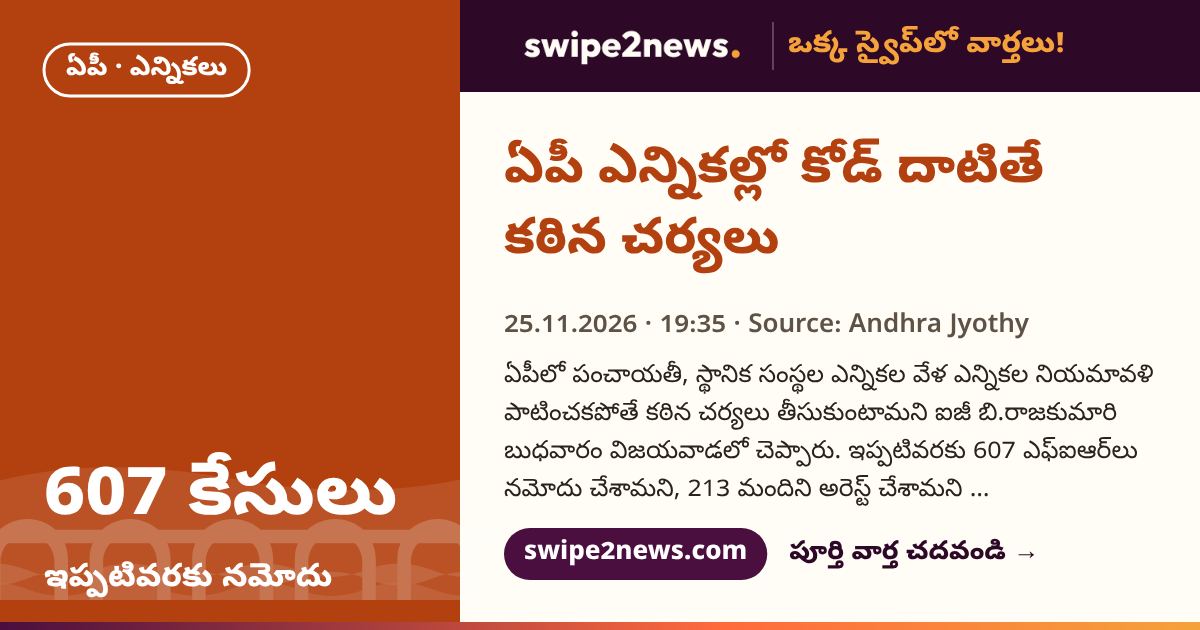 ఏపీ · ఎన్నికలు
607 కేసులు
ఇప్పటివరకు నమోదు
swipe2news.
ఒక్క స్వైప్‌లో వార్తలు!
ఏపీ ఎన్నికల్లో కోడ్ దాటితే
కఠిన చర్యలు
25.11.2026 · 19:35 · Source: Andhra Jyothy
ఏపీలో పంచాయతీ, స్థానిక సంస్థల ఎన్నికల వేళ ఎన్నికల నియమావళి
పాటించకపోతే కఠిన చర్యలు తీసుకుంటామని ఐజీ బి.రాజకుమారి
బుధవారం విజయవాడలో చెప్పారు. ఇప్పటివరకు 607 ఎఫ్ఐఆర్‌లు
నమోదు చేశామని, 213 మందిని అరెస్ట్ చేశామని ...
swipe2news.com
పూర్తి వార్త చదవండి →